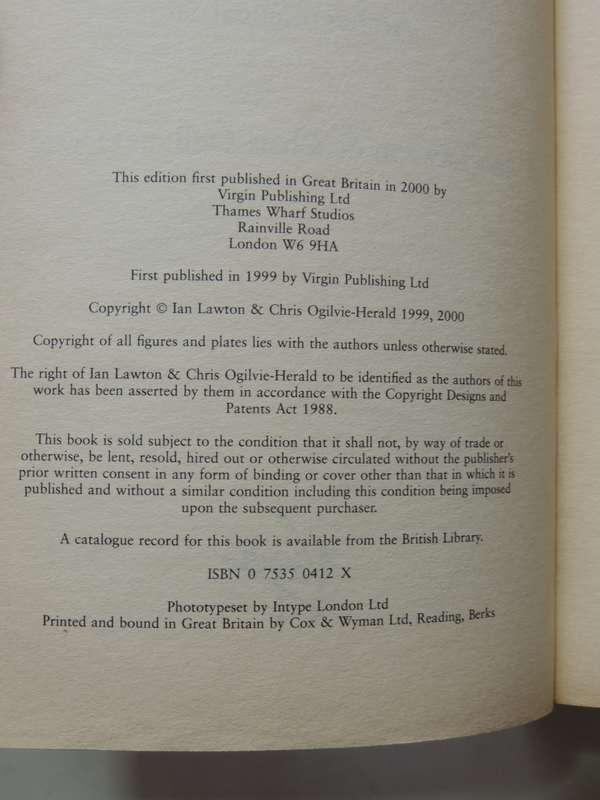 This edition first published in Great Britain in 2000 by
Virgin Publishing Ltd
Thames Wharf Studios
Rainville Road
London W6 9HA
First published in 1999 by Virgin Publishing Ltd
Copyright © Ian Lawton & Chris Ogilvie-Herald 1999, 2000
Copyright of all figures and plates lies with the authors unless otherwise stated.
The right of Ian Lawton & Chris Ogilvie-Herald to be identified as the authors of this
work has been asserted by them in accordance with the Copyright Designs and
Patents Act 1988.
This book is sold subject to the condition that it shall not, by way of trade or
otherwise, be lent, resold, hired out or otherwise circulated without the publisher's
prior written consent in any form of binding or cover other than that in which it is
published and without a similar condition including this condition being imposed
upon the subsequent purchaser.
A catalogue record for this book is available from the British Library.
ISBN 0 7535 0412 X
Phototypeset by Intype London Ltd
Printed and bound in Great Britain by Cox & Wyman Ltd, Reading, Berks